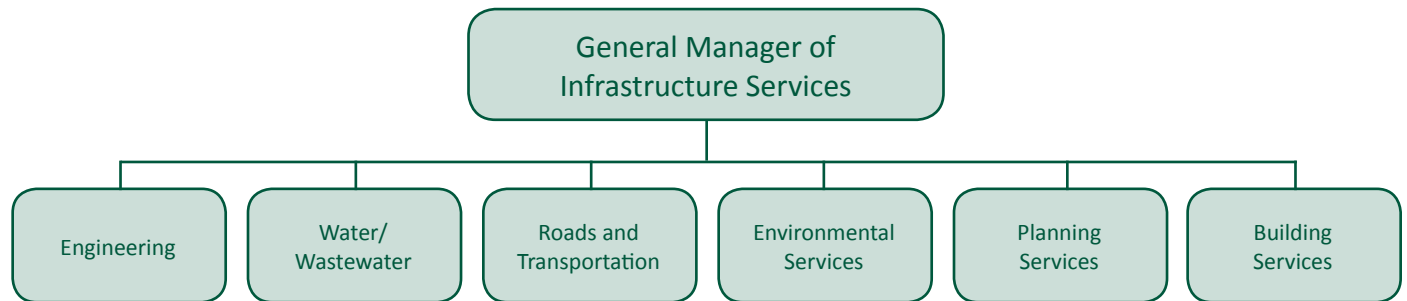 General Manager of
Infrastructure Services
Engineering
Water/
Wastewater
Roads and
Transportation
Environmental
Services
Planning
Services
Building
Services